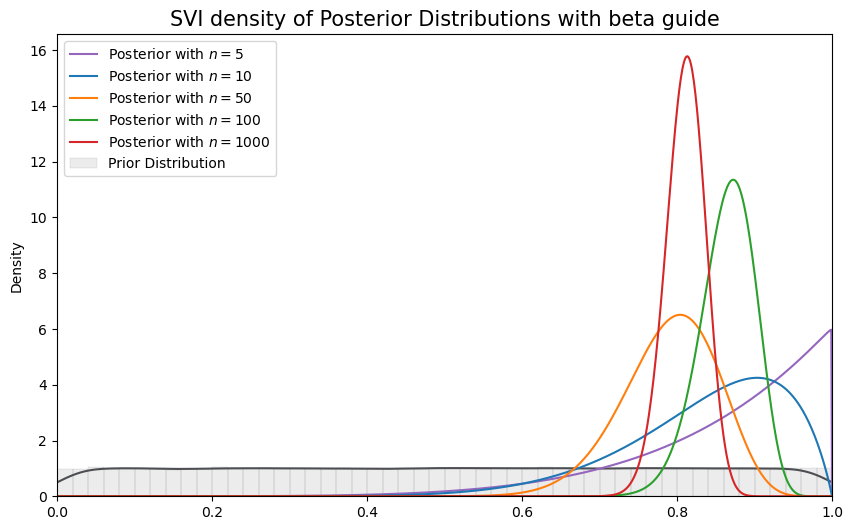 SVI density of Posterior Distributions with beta guide
Posterior with n = 5
Posterior with n = 10
Posterior with n = 50
Posterior with n = 100
Posterior with n = 1000
Prior Distribution
Density
16
14
12
10
8
6
4
2
0
0.0 0.2 0.4 0.6 0.8 1.0